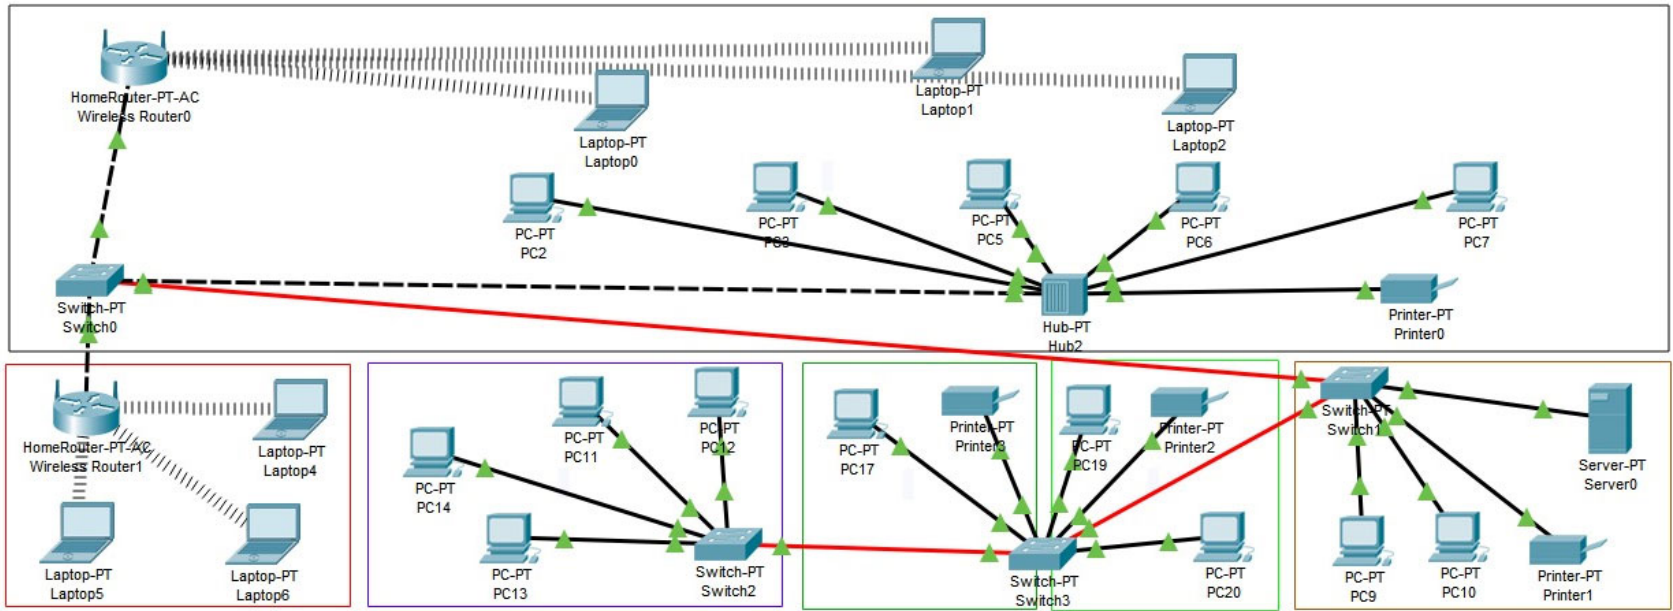 HomeRouter-PT-AC
Wireless Router0
Laptop-PT
Laptop0
Laptop-PT
Laptop1
Laptop-PT
Laptop2
PC-PT
PC2
PC-PT
PC3
PC-PT
PC5
PC-PT
PC6
PC-PT
PC7
Switch-PT
Switch0
Hub-PT
Hub2
Printer-PT
Printer0
HomeRouter-PT-AC
Wireless Router1
Laptop-PT
Laptop4
Laptop-PT
Laptop5
Laptop-PT
Laptop6
PC-PT
PC14
PC-PT
PC11
PC-PT
PC12
PC-PT
PC13
Switch-PT
Switch2
PC-PT
PC17
Printer-PT
Printer3
PC-PT
PC19
Printer-PT
Printer2
Switch-PT
Switch3
PC-PT
PC20
Switch-PT
Switch1
Server-PT
Server0
PC-PT
PC9
PC-PT
PC10
Printer-PT
Printer1